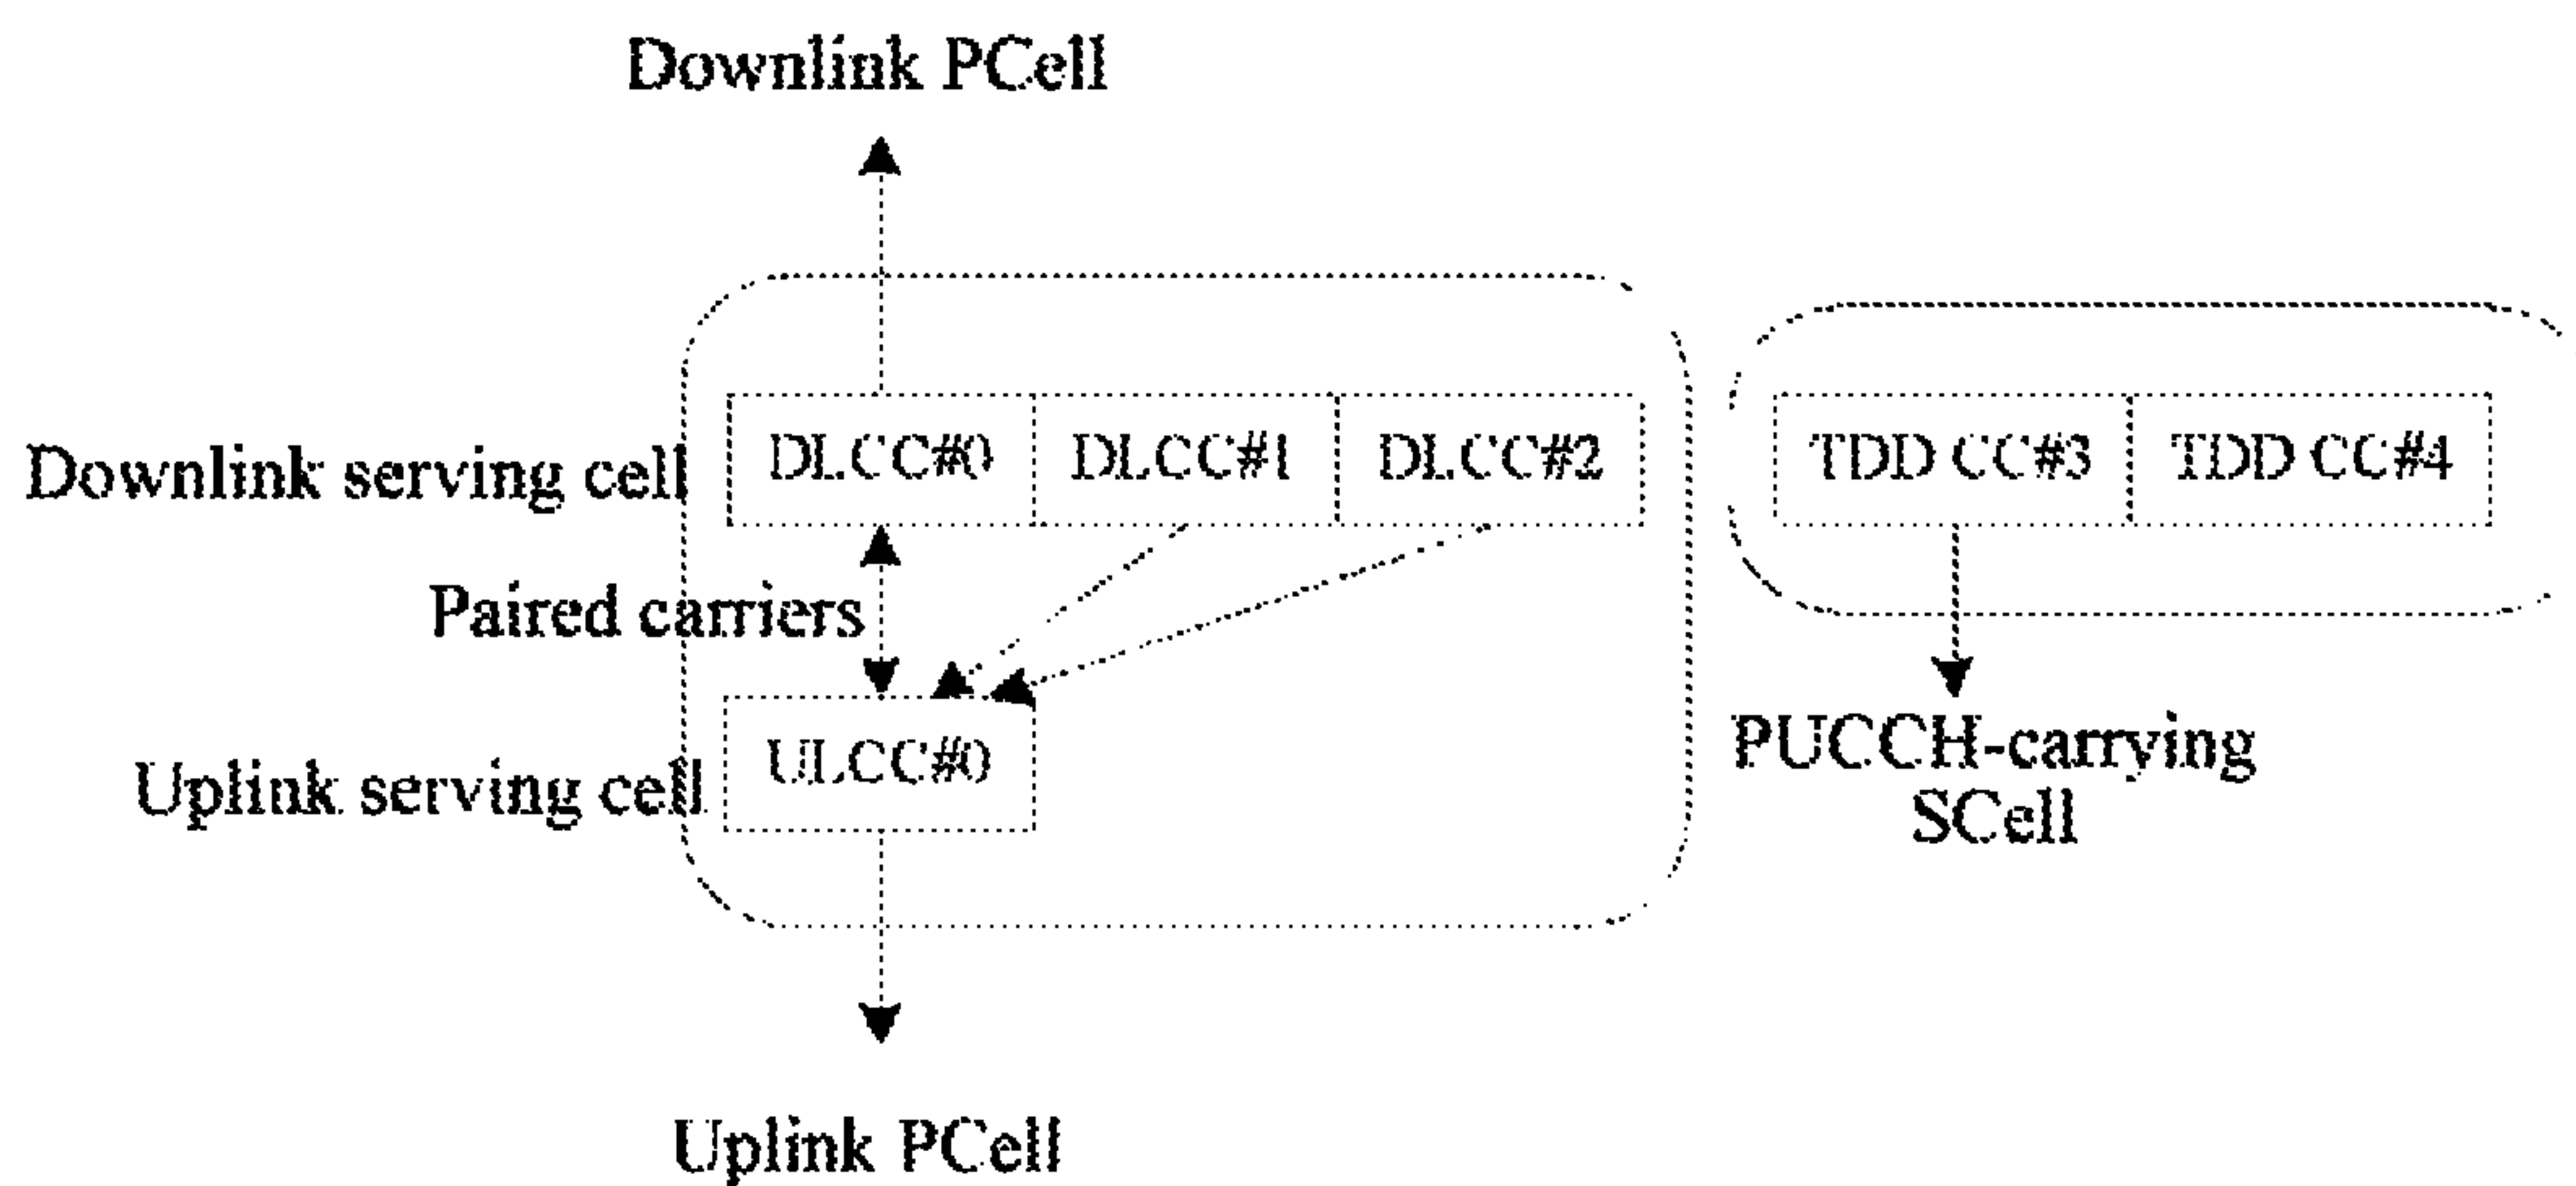 Downlink PCell
Downlink serving cell
DLCC#0 DLCC#1 DLCC#2
TDD CC#3 TDD CC#4
Paired carriers
Uplink serving cell
ULCC#0
PUCCH-carrying
SCell
Uplink PCell